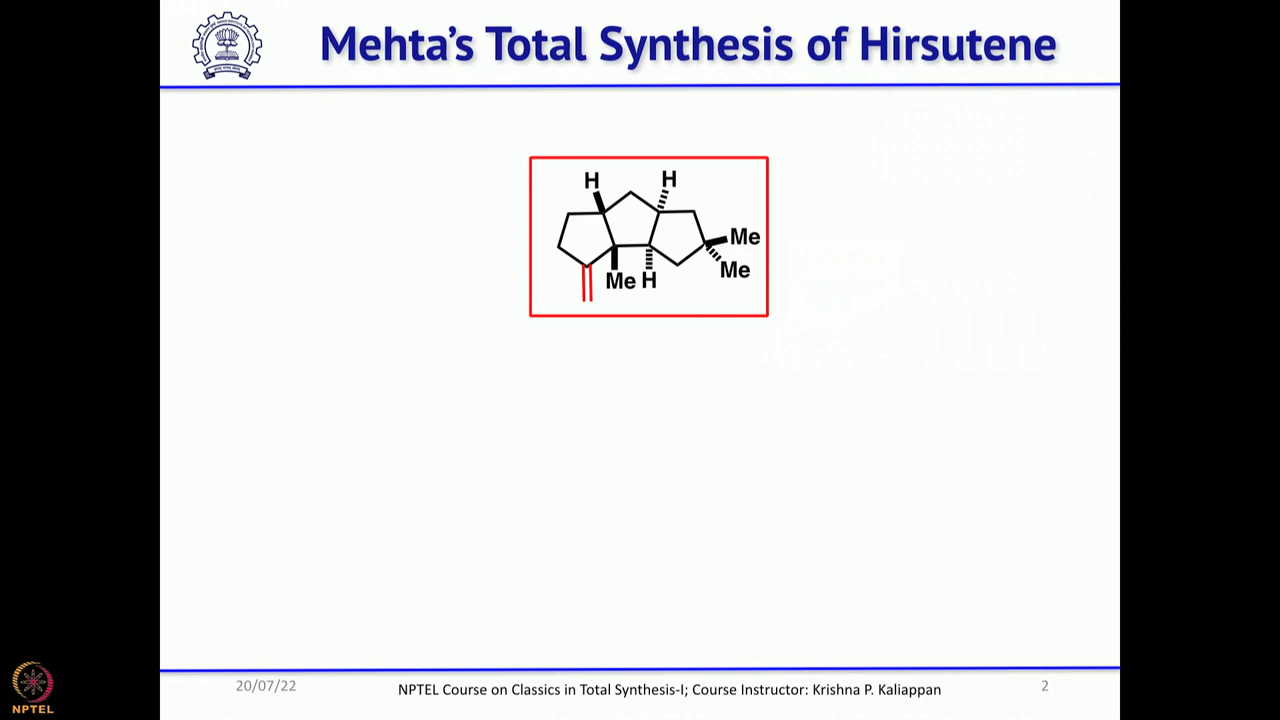 Mehta's Total Synthesis of Hirsutene
H
H
Me
Me
Me H
20/07/22
NPTEL Course on Classics in Total Synthesis-I; Course Instructor: Krishna P. Kaliappan
2
NPTEL